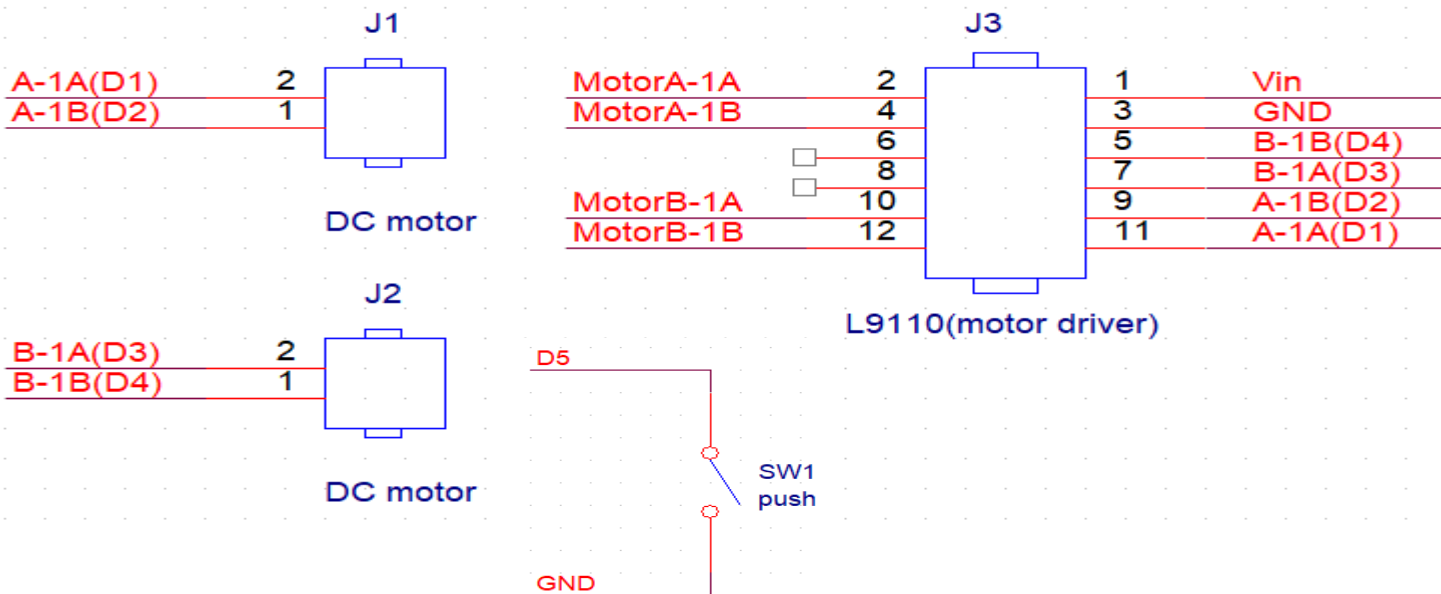 J1
A-1A(D1) 2
A-1B(D2) 1
DC motor
J2
B-1A(D3) 2
B-1B(D4) 1
DC motor
J3
MotorA-1A 2 1 Vin
MotorA-1B 4 3 GND
6 5 B-1B(D4)
8 7 B-1A(D3)
MotorB-1A 10 9 A-1B(D2)
MotorB-1B 12 11 A-1A(D1)
L9110(motor driver)
D5
SW1
push
GND